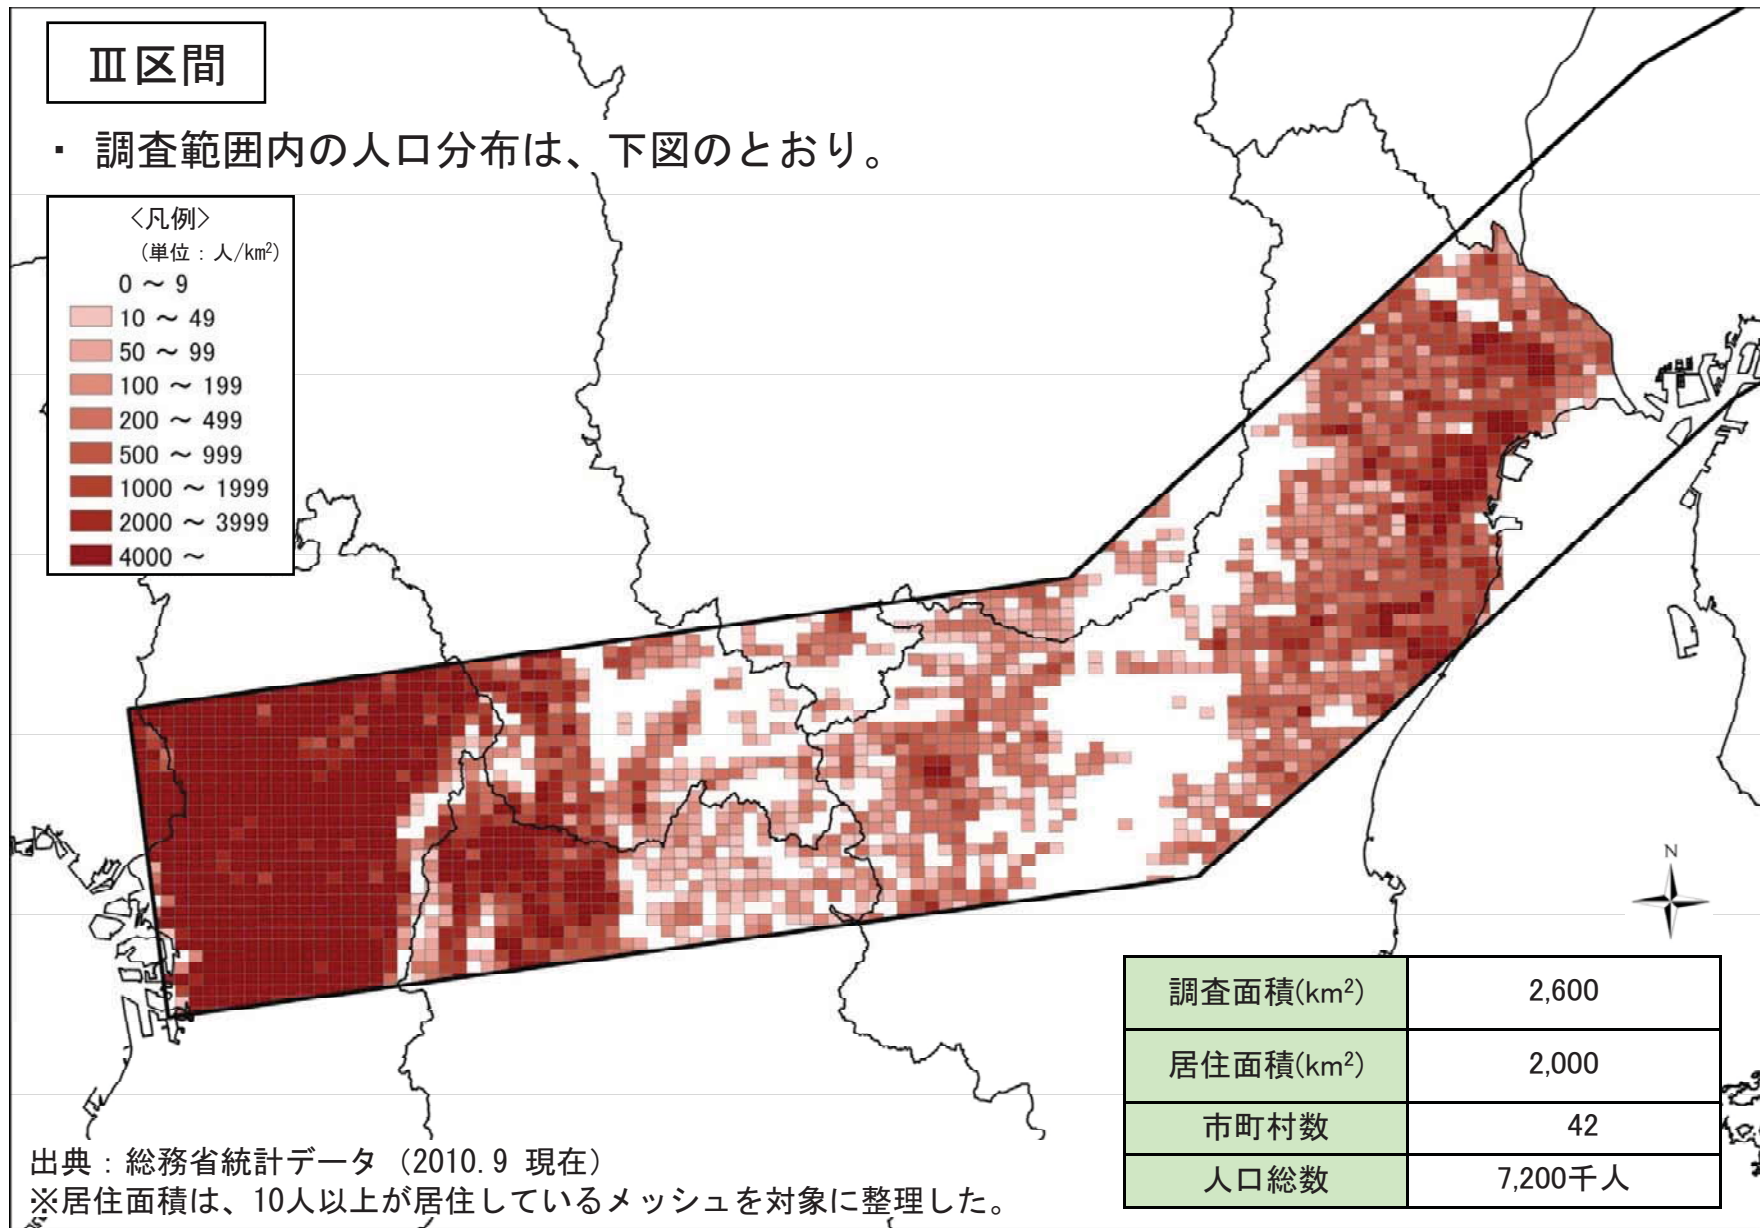 Ⅲ区間
・ 調査範囲内の人口分布は、下図のとおり。
<凡例>
(単位：人/km²)
0 ～ 9
10 ～ 49
50 ～ 99
100 ～ 199
200 ～ 499
500 ～ 999
1000 ～ 1999
2000 ～ 3999
4000 ～
N
調査面積(km²) 2,600
居住面積(km²) 2,000
市町村数 42
人口総数 7,200千人
出典：総務省統計データ（2010.9 現在）
※居住面積は、10人以上が居住しているメッシュを対象に整理した。